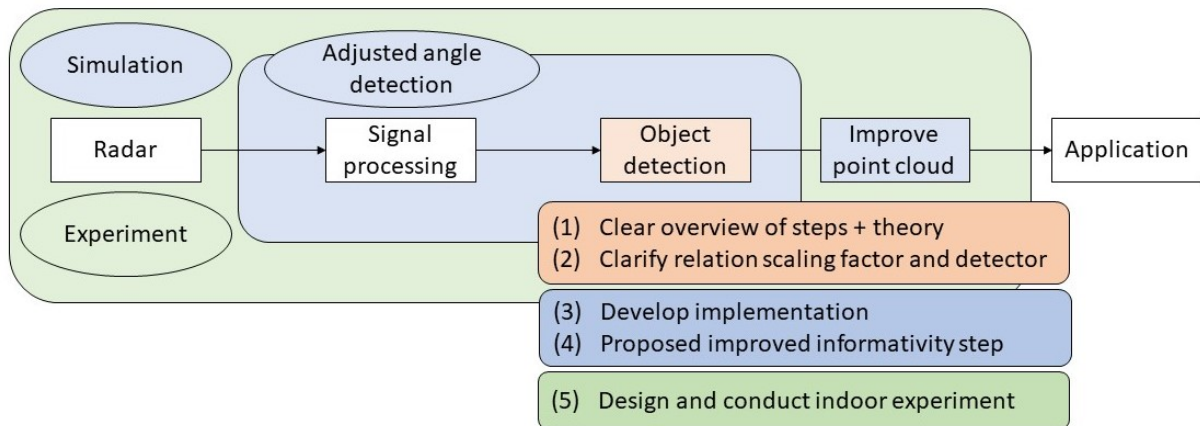 Simulation
Adjusted angle
detection
Radar
Signal
processing
Object
detection
Improve
point cloud
Application
Experiment
(1) Clear overview of steps + theory
(2) Clarify relation scaling factor and detector
(3) Develop implementation
(4) Proposed improved informativity step
(5) Design and conduct indoor experiment